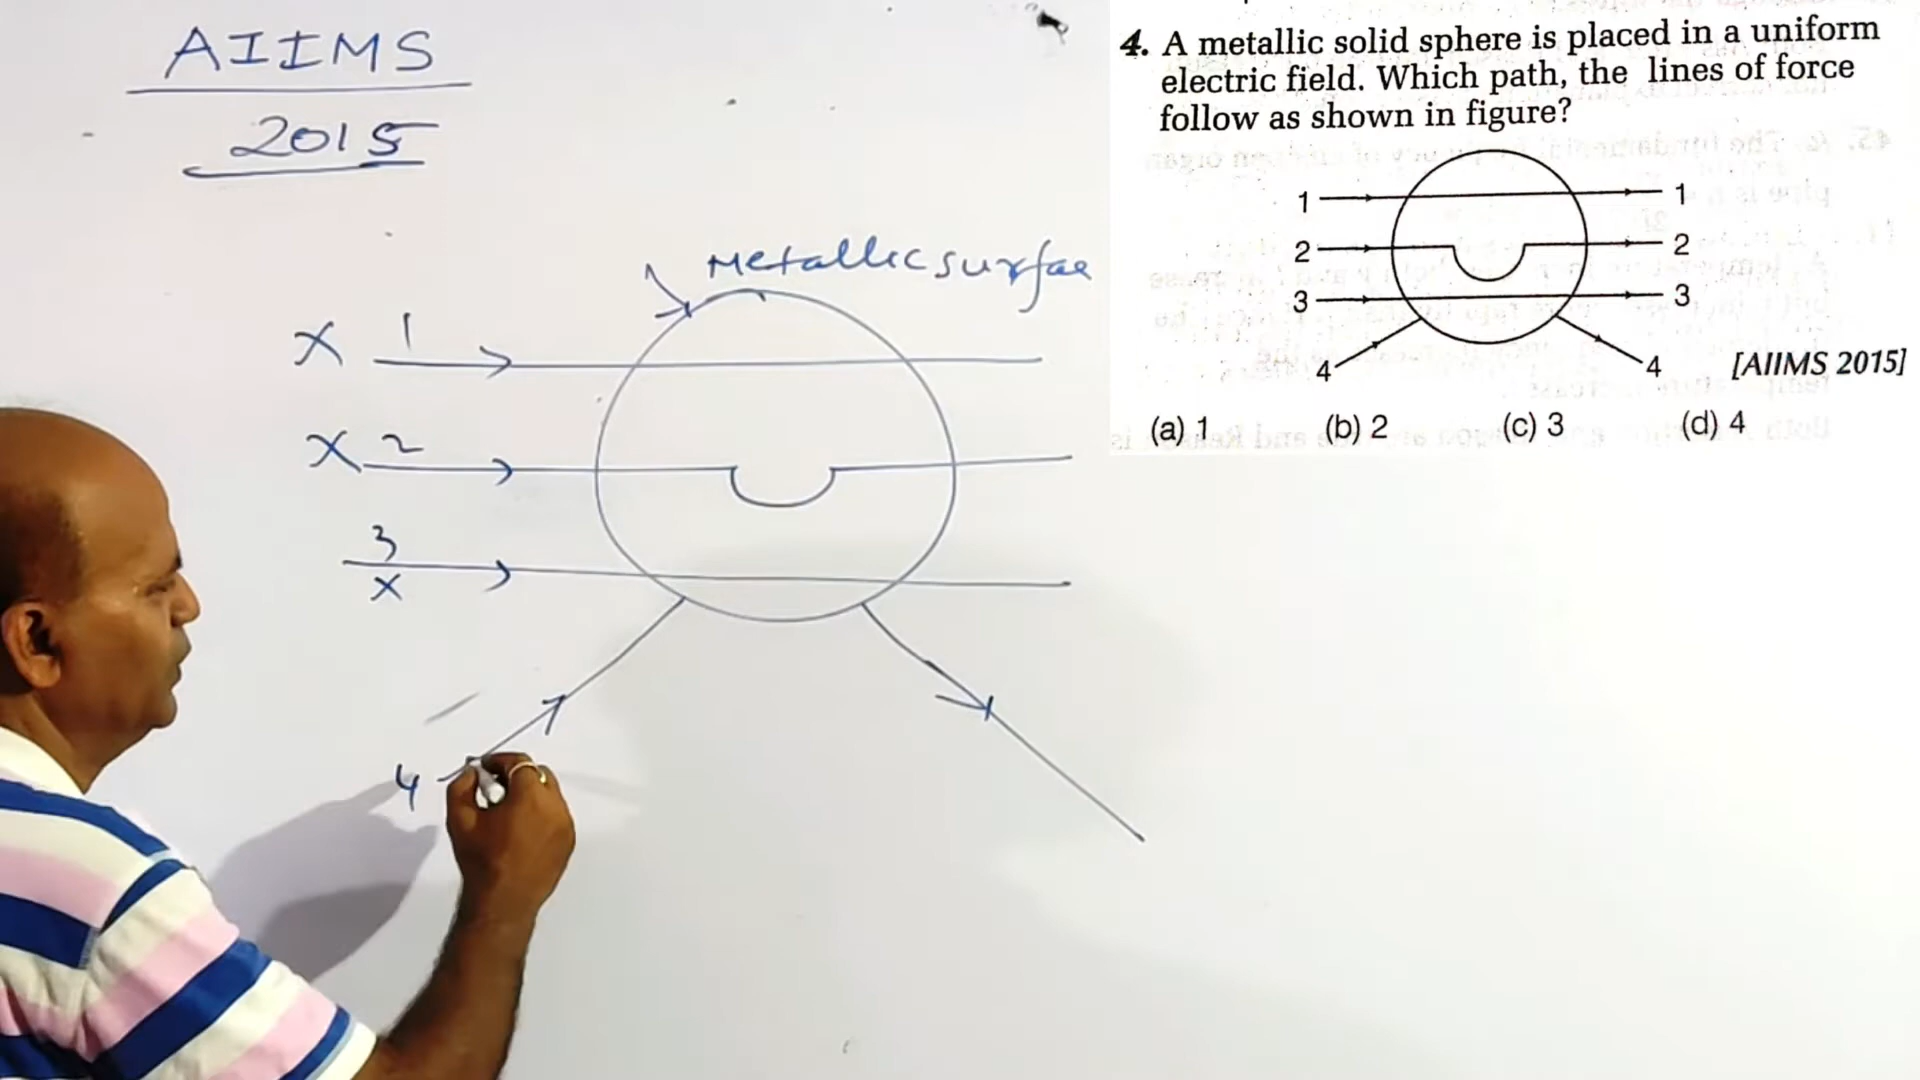 AIIMS
2015
Metallic surfae
X 1
X 2
3
X
4
4. A metallic solid sphere is placed in a uniform
electric field. Which path, the lines of force
follow as shown in figure?
1 1
2 2
3 3
4 4 [AIIMS 2015]
(a) 1 (b) 2 (c) 3 (d) 4